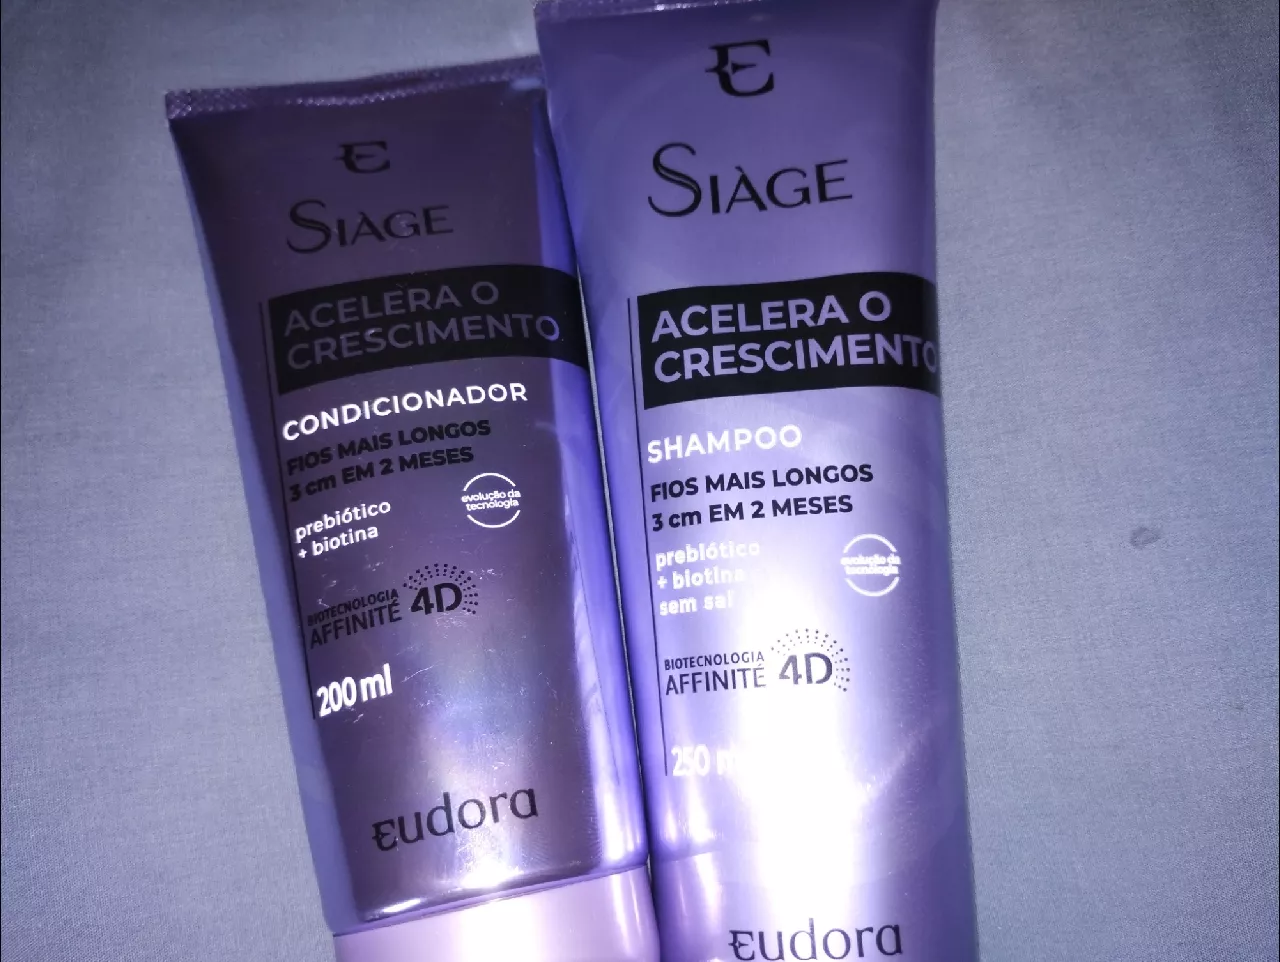 E
SIÀGE
ACELERA O
CRESCIMENTO
CONDICIONADOR
FIOS MAIS LONGOS
3 cm EM 2 MESES
prebiótico
+ biotina
evolução da
tecnologia
BIOTECNOLOGIA
AFFINITÉ 4D
200 ml
eudora
E
SIÀGE
ACELERA O
CRESCIMENTO
SHAMPOO
FIOS MAIS LONGOS
3 cm EM 2 MESES
prebiótico
+ biotina
sem sal
evolução da
tecnologia
BIOTECNOLOGIA
AFFINITÉ 4D
250 m
eudora